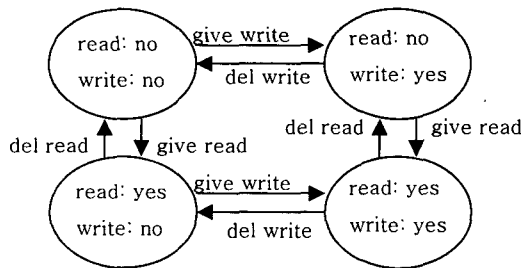 read: no
write: no
give write
del write
read: no
write: yes
del read
give read
del read
give read
read: yes
write: no
give write
del write
read: yes
write: yes